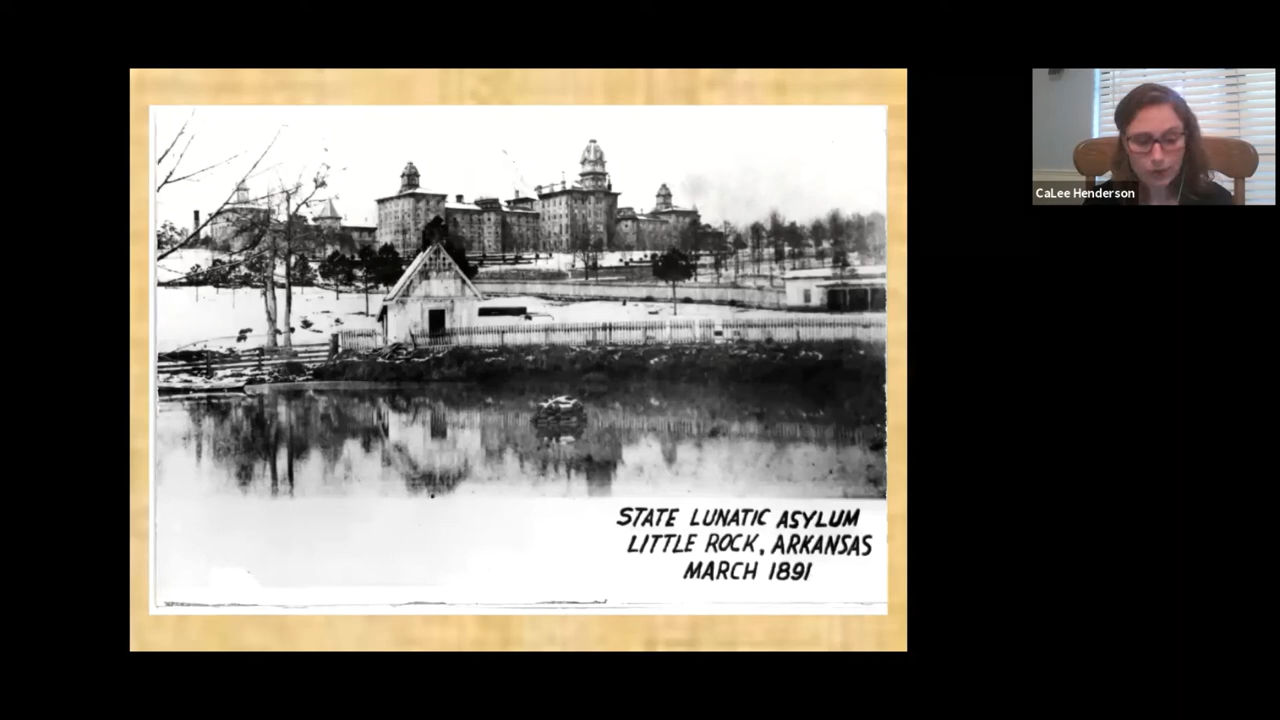 STATE LUNATIC ASYLUM
LITTLE ROCK, ARKANSAS
MARCH 1891
CaLee Henderson